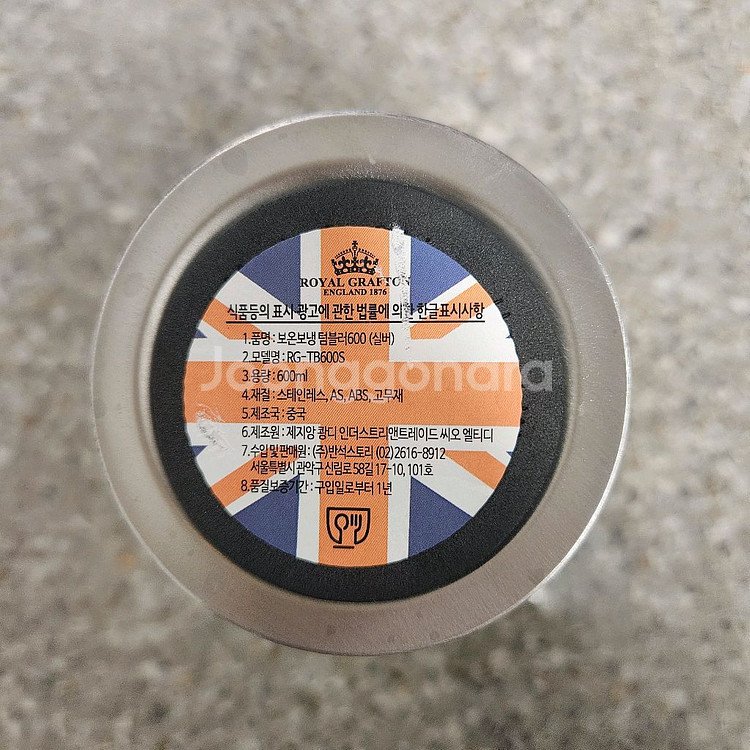 ROYAL GRAFTON
ENGLAND 1876
식품등의 표시·광고에 관한 법률에 의한 한글표시사항
1.품명 : 보온보냉 텀블러600 (실버)
2.모델명 : RG-TB600S
3.용량 : 600ml
4.재질 : 스테인레스, AS, ABS, 고무재
5.제조국 : 중국
6.제조원 : 제지앙 쾅디 인더스트리앤트레이드 씨오 엘티디
7.수입 및 판매원 : (주)반석스토리 (02)2616-8912
서울특별시 관악구 신림로 58길 17-10, 101호
8.품질보증기간 : 구입일로부터 1년
Joongonara